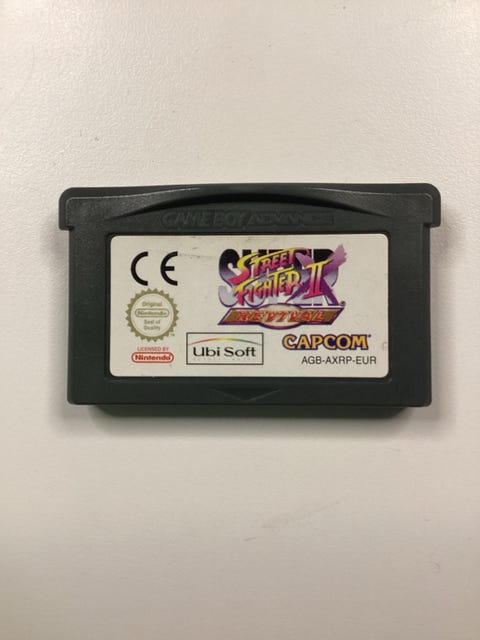 GAME BOY ADVANCE
CE
SUPER
STREET
FIGHTER II
REVIVAL
Original
Nintendo
Seal of
Quality
LICENSED BY
Nintendo
Ubi Soft
CAPCOM
AGB-AXRP-EUR